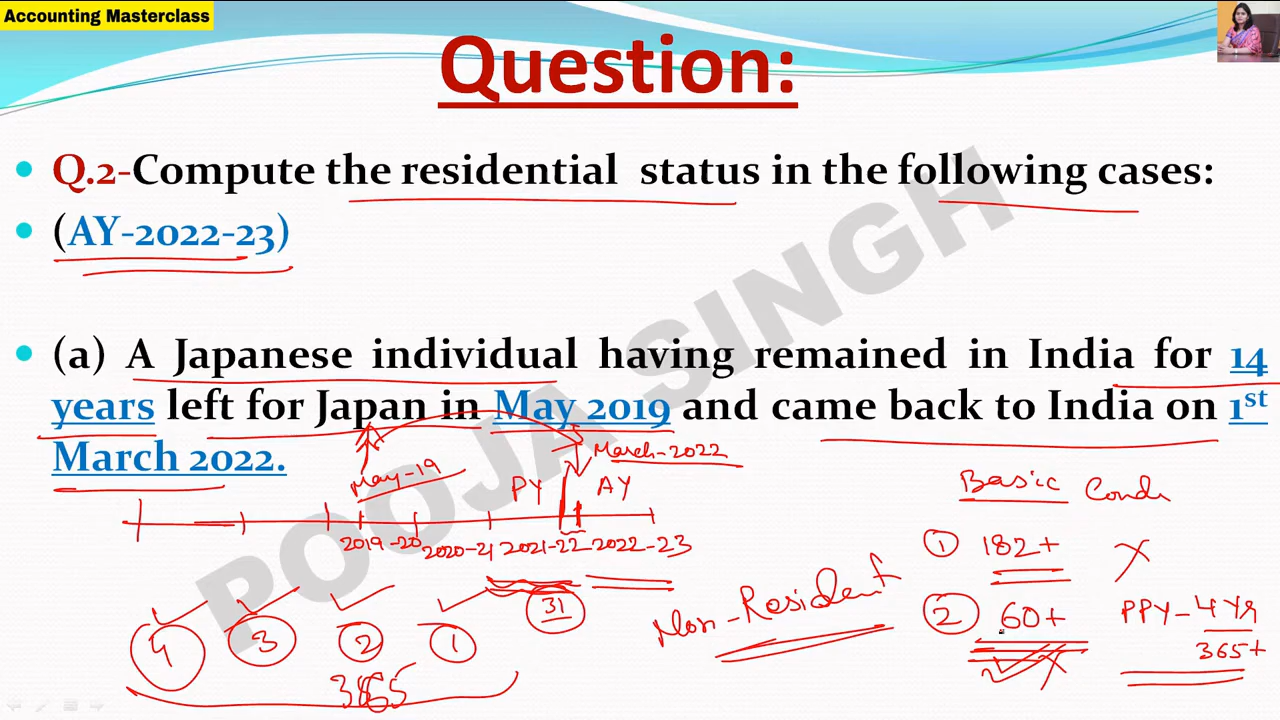 Accounting Masterclass
Question:
Q.2-Compute the residential status in the following cases:
(AY-2022-23)
(a) A Japanese individual having remained in India for 14
years left for Japan in May 2019 and came back to India on 1st
March 2022.
POOJA SINGH
May-19
March-2022
PY AY
2019-20 2020-21 2021-22 2022-23
31
4 3 2 1
365
Non-Resident
Basic Condi
1 182+ X
2 60+ PPY-4 Yr
365+